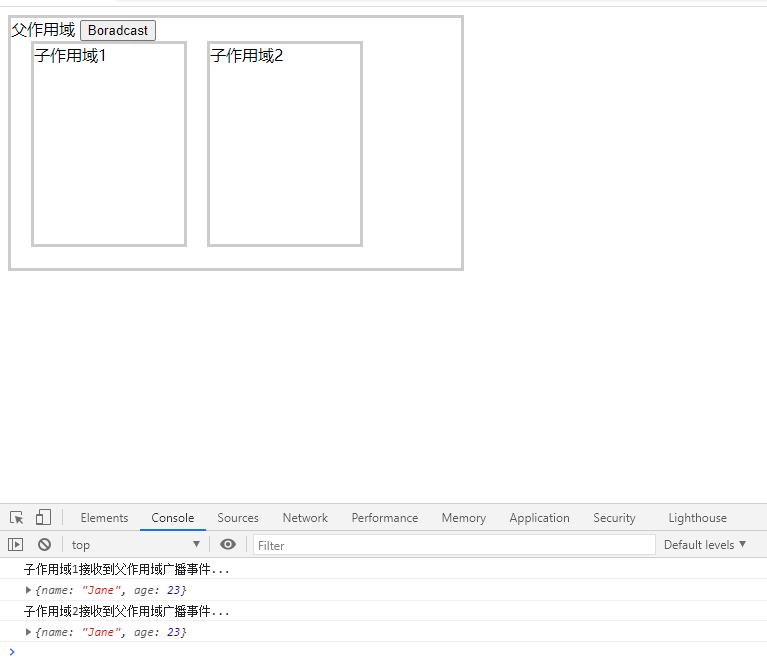 父作用域 Boradcast
子作用域1 子作用域2
Elements Console Sources Network Performance Memory Application Security Lighthouse
top Filter Default levels
子作用域1接收到父作用域广播事件...
{name: "Jane", age: 23}
子作用域2接收到父作用域广播事件...
{name: "Jane", age: 23}